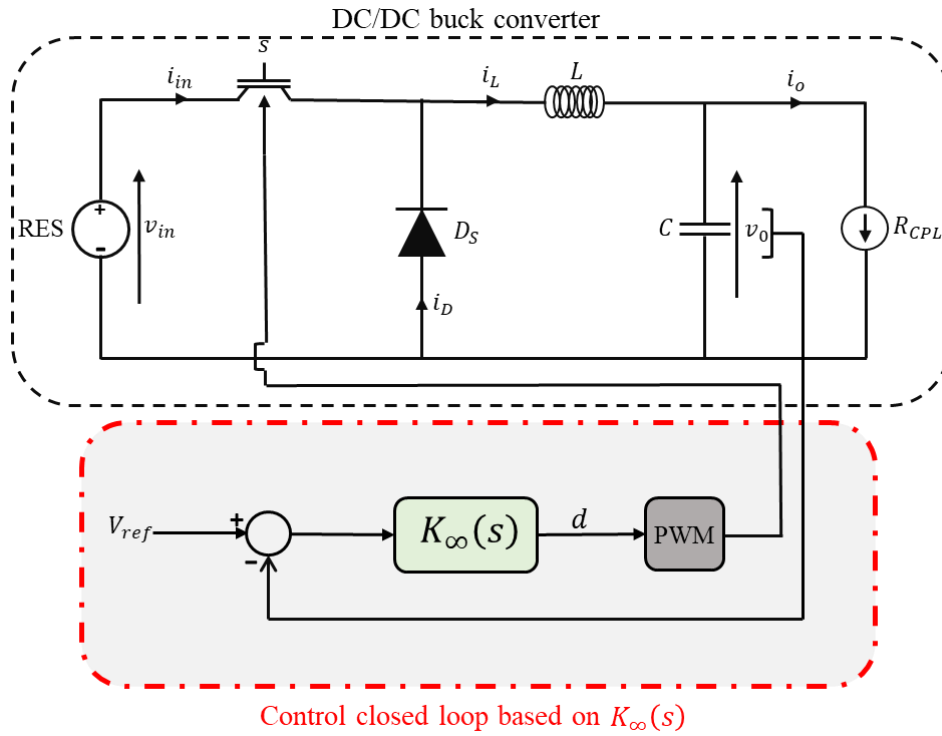 DC/DC buck converter
s
i_in
i_L
L
i_o
RES
+
-
v_in
D_S
C
v_0
R_CPL
i_D
V_ref
+
-
K_∞(s)
d
PWM
Control closed loop based on K_∞(s)